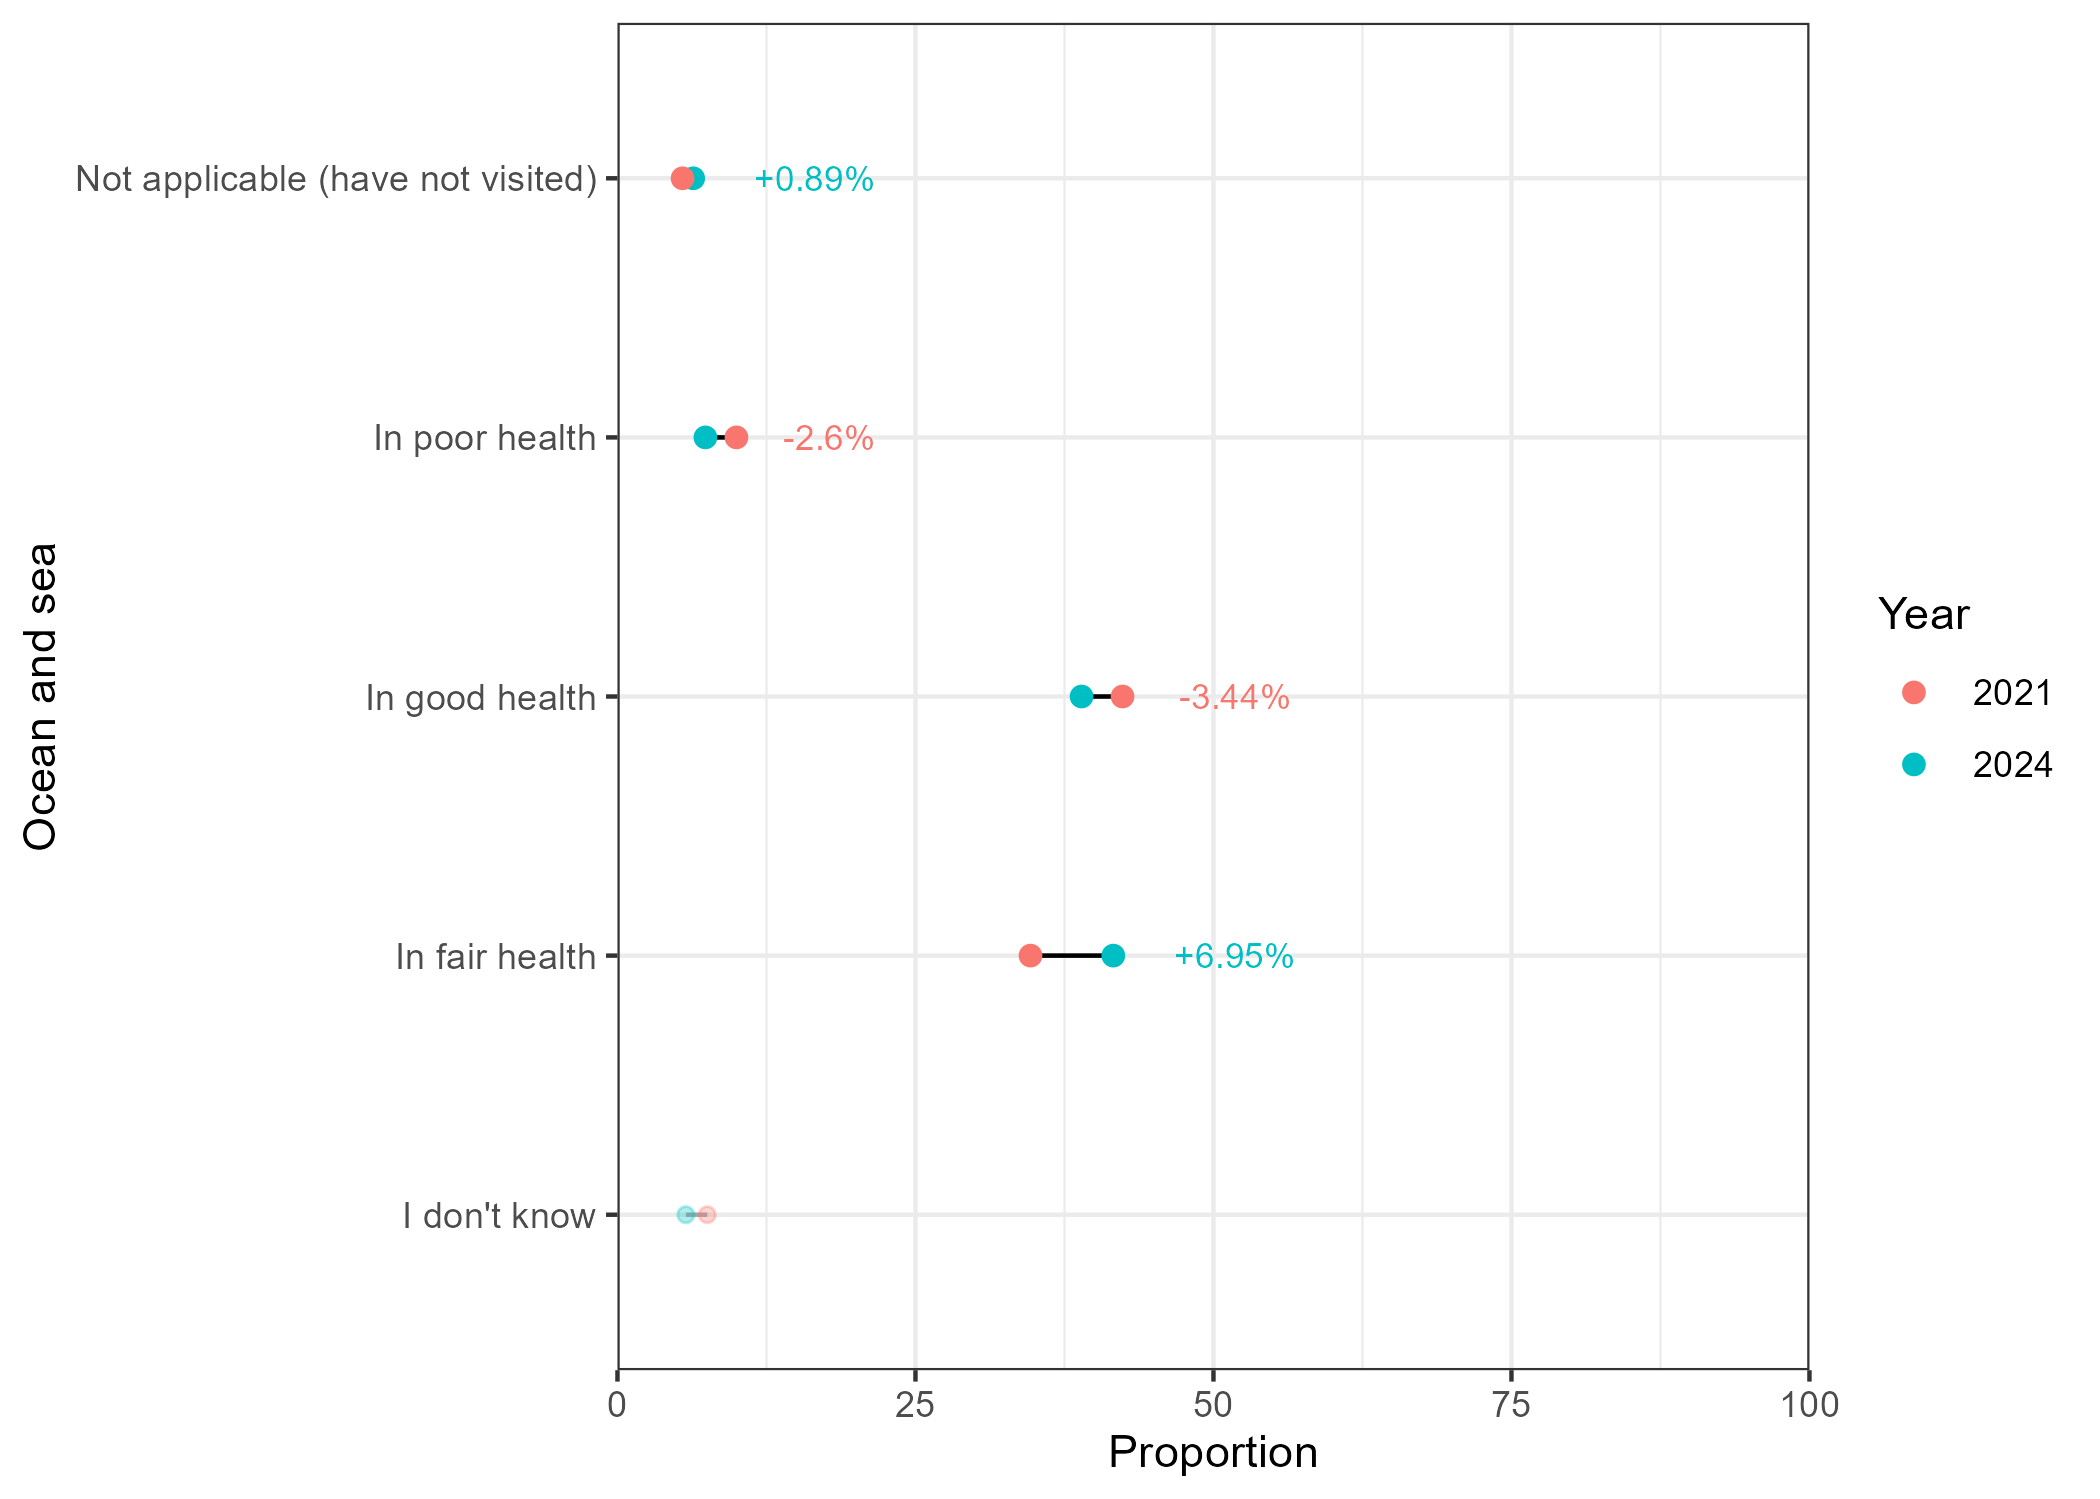 Ocean and sea
Not applicable (have not visited)
+0.89%
In poor health
-2.6%
In good health
-3.44%
In fair health
+6.95%
I don't know
0
25
50
75
100
Proportion
Year
2021
2024